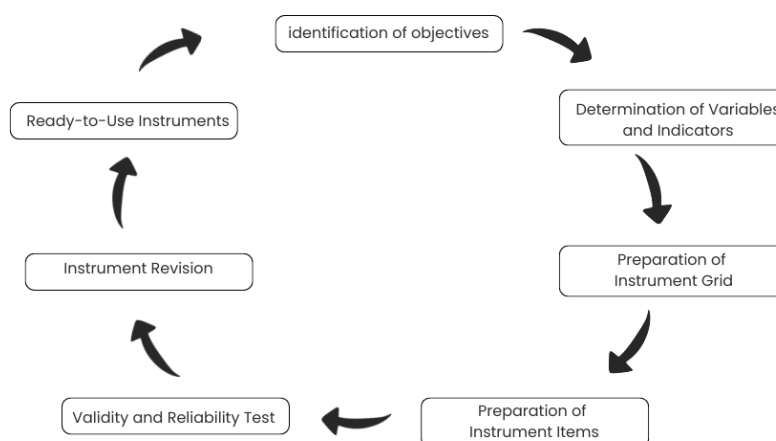 identification of objectives
Determination of Variables
and Indicators
Preparation of
Instrument Grid
Preparation of
Instrument Items
Validity and Reliability Test
Instrument Revision
Ready-to-Use Instruments